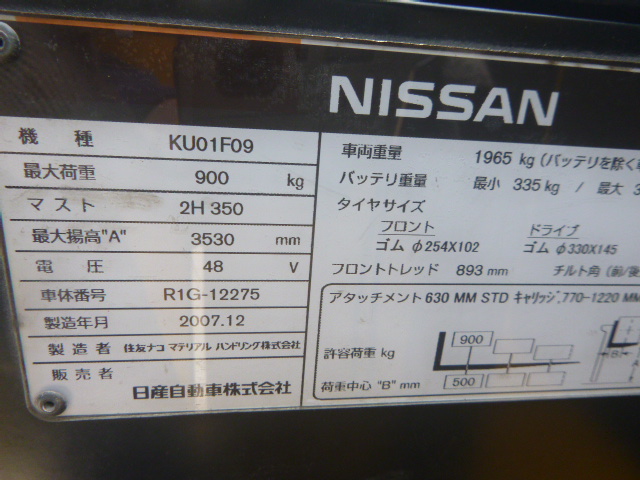 NISSAN
機 種 KU01F09
最大荷重 900 kg
マスト 2H 350
最大揚高"A" 3530 mm
電 圧 48 V
車体番号 R1G-12275
製造年月 2007.12
製造者 住友ナコ マテリアル ハンドリング株式会社
販売者 日産自動車株式会社
車両重量 1965 kg (バッテリを除く
バッテリ重量 最小 335 kg / 最大 3
タイヤサイズ
フロント ドライブ
ゴム φ254X102 ゴム φ330X145
フロントトレッド 893 mm チルト角 (前/後
アタッチメント 630 MM STD キャリッジ, 770-1220 MM
許容荷重 kg 900
荷重中心 "B" mm 500
B
A